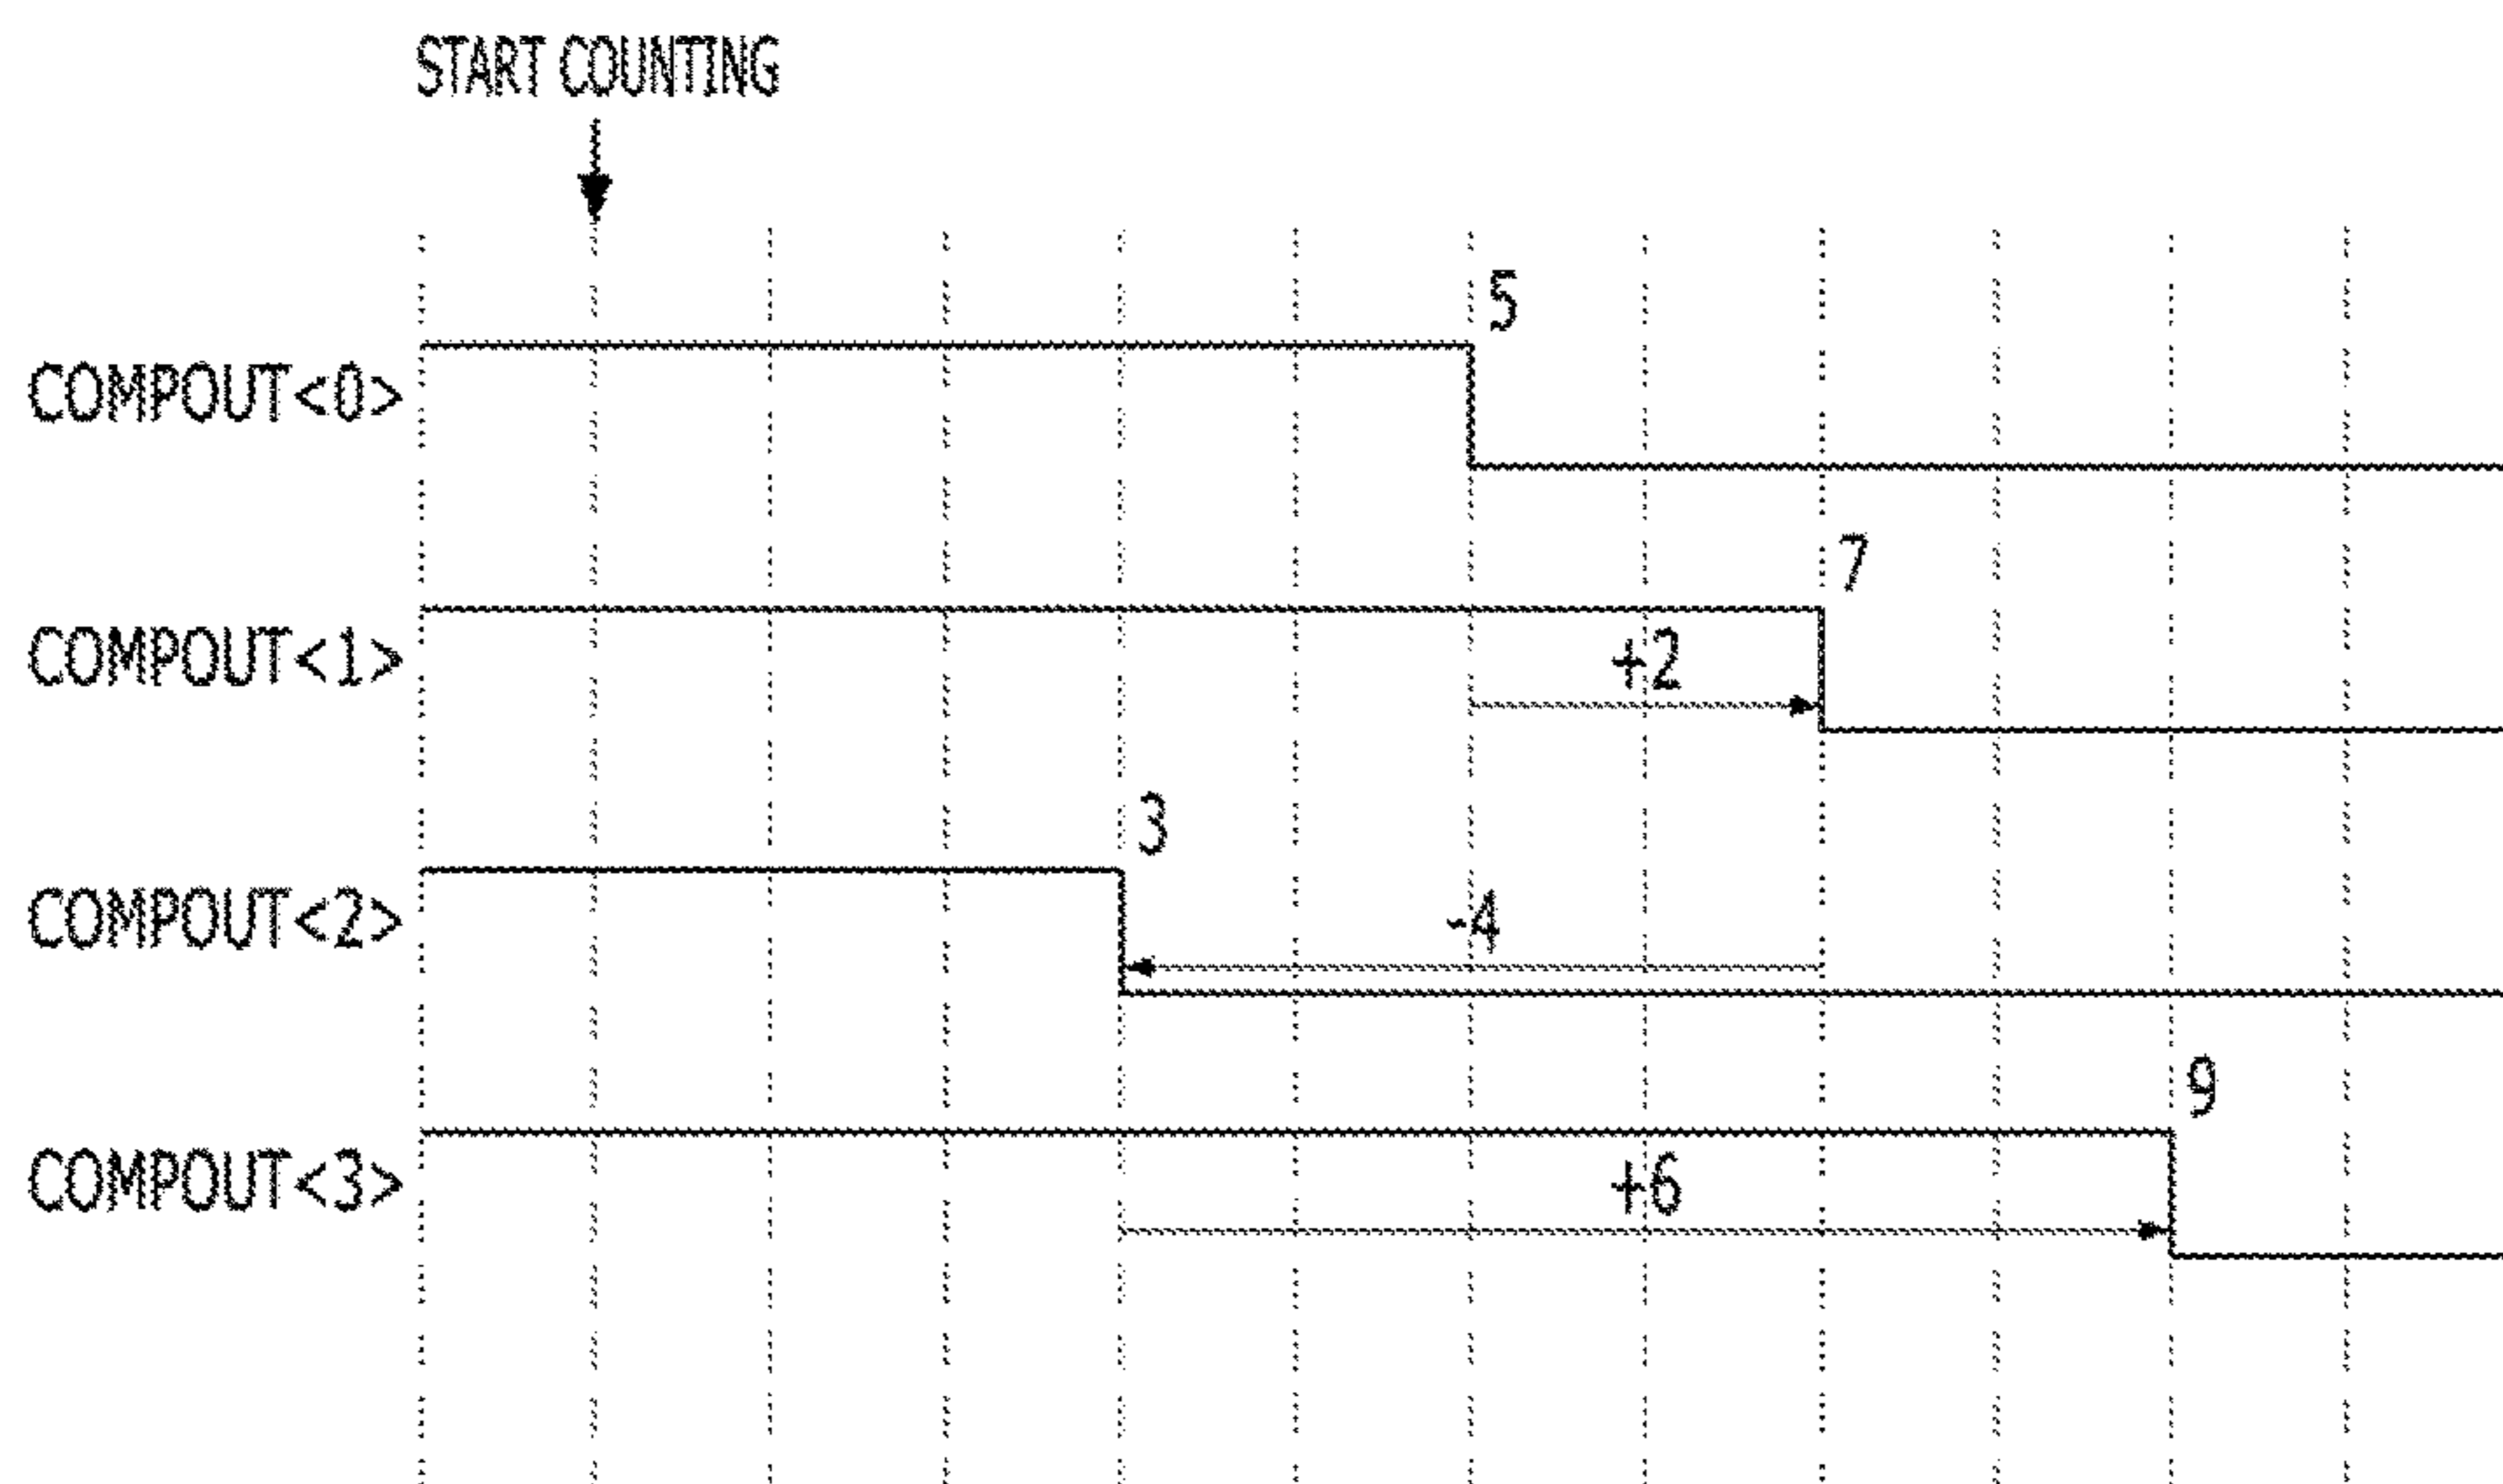 START COUNTING
5
COMPOUT<0>
7
COMPOUT<1>
+2
3
COMPOUT<2>
-4
9
COMPOUT<3>
+6